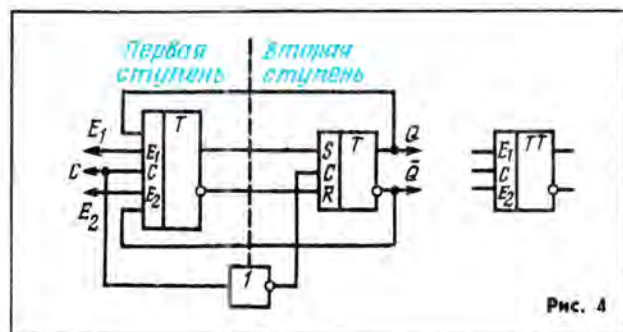 Первая ступень
Вторая ступень
E₁
C
E₂
E₁
C
E₂
T
S
C
R
T
Q
Q̄
E₁
C
E₂
TT
1
Рис. 4